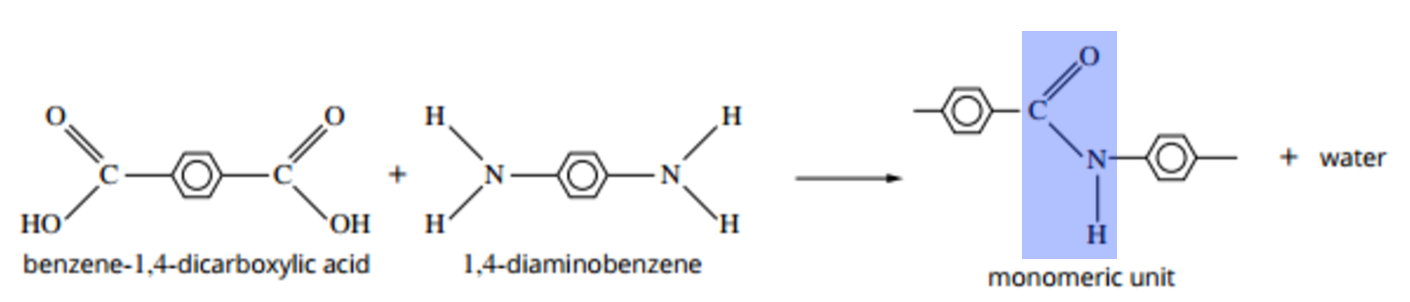 O O H H O
C C N N C
+ + water
HO OH H H N
H
benzene-1,4-dicarboxylic acid 1,4-diaminobenzene monomeric unit